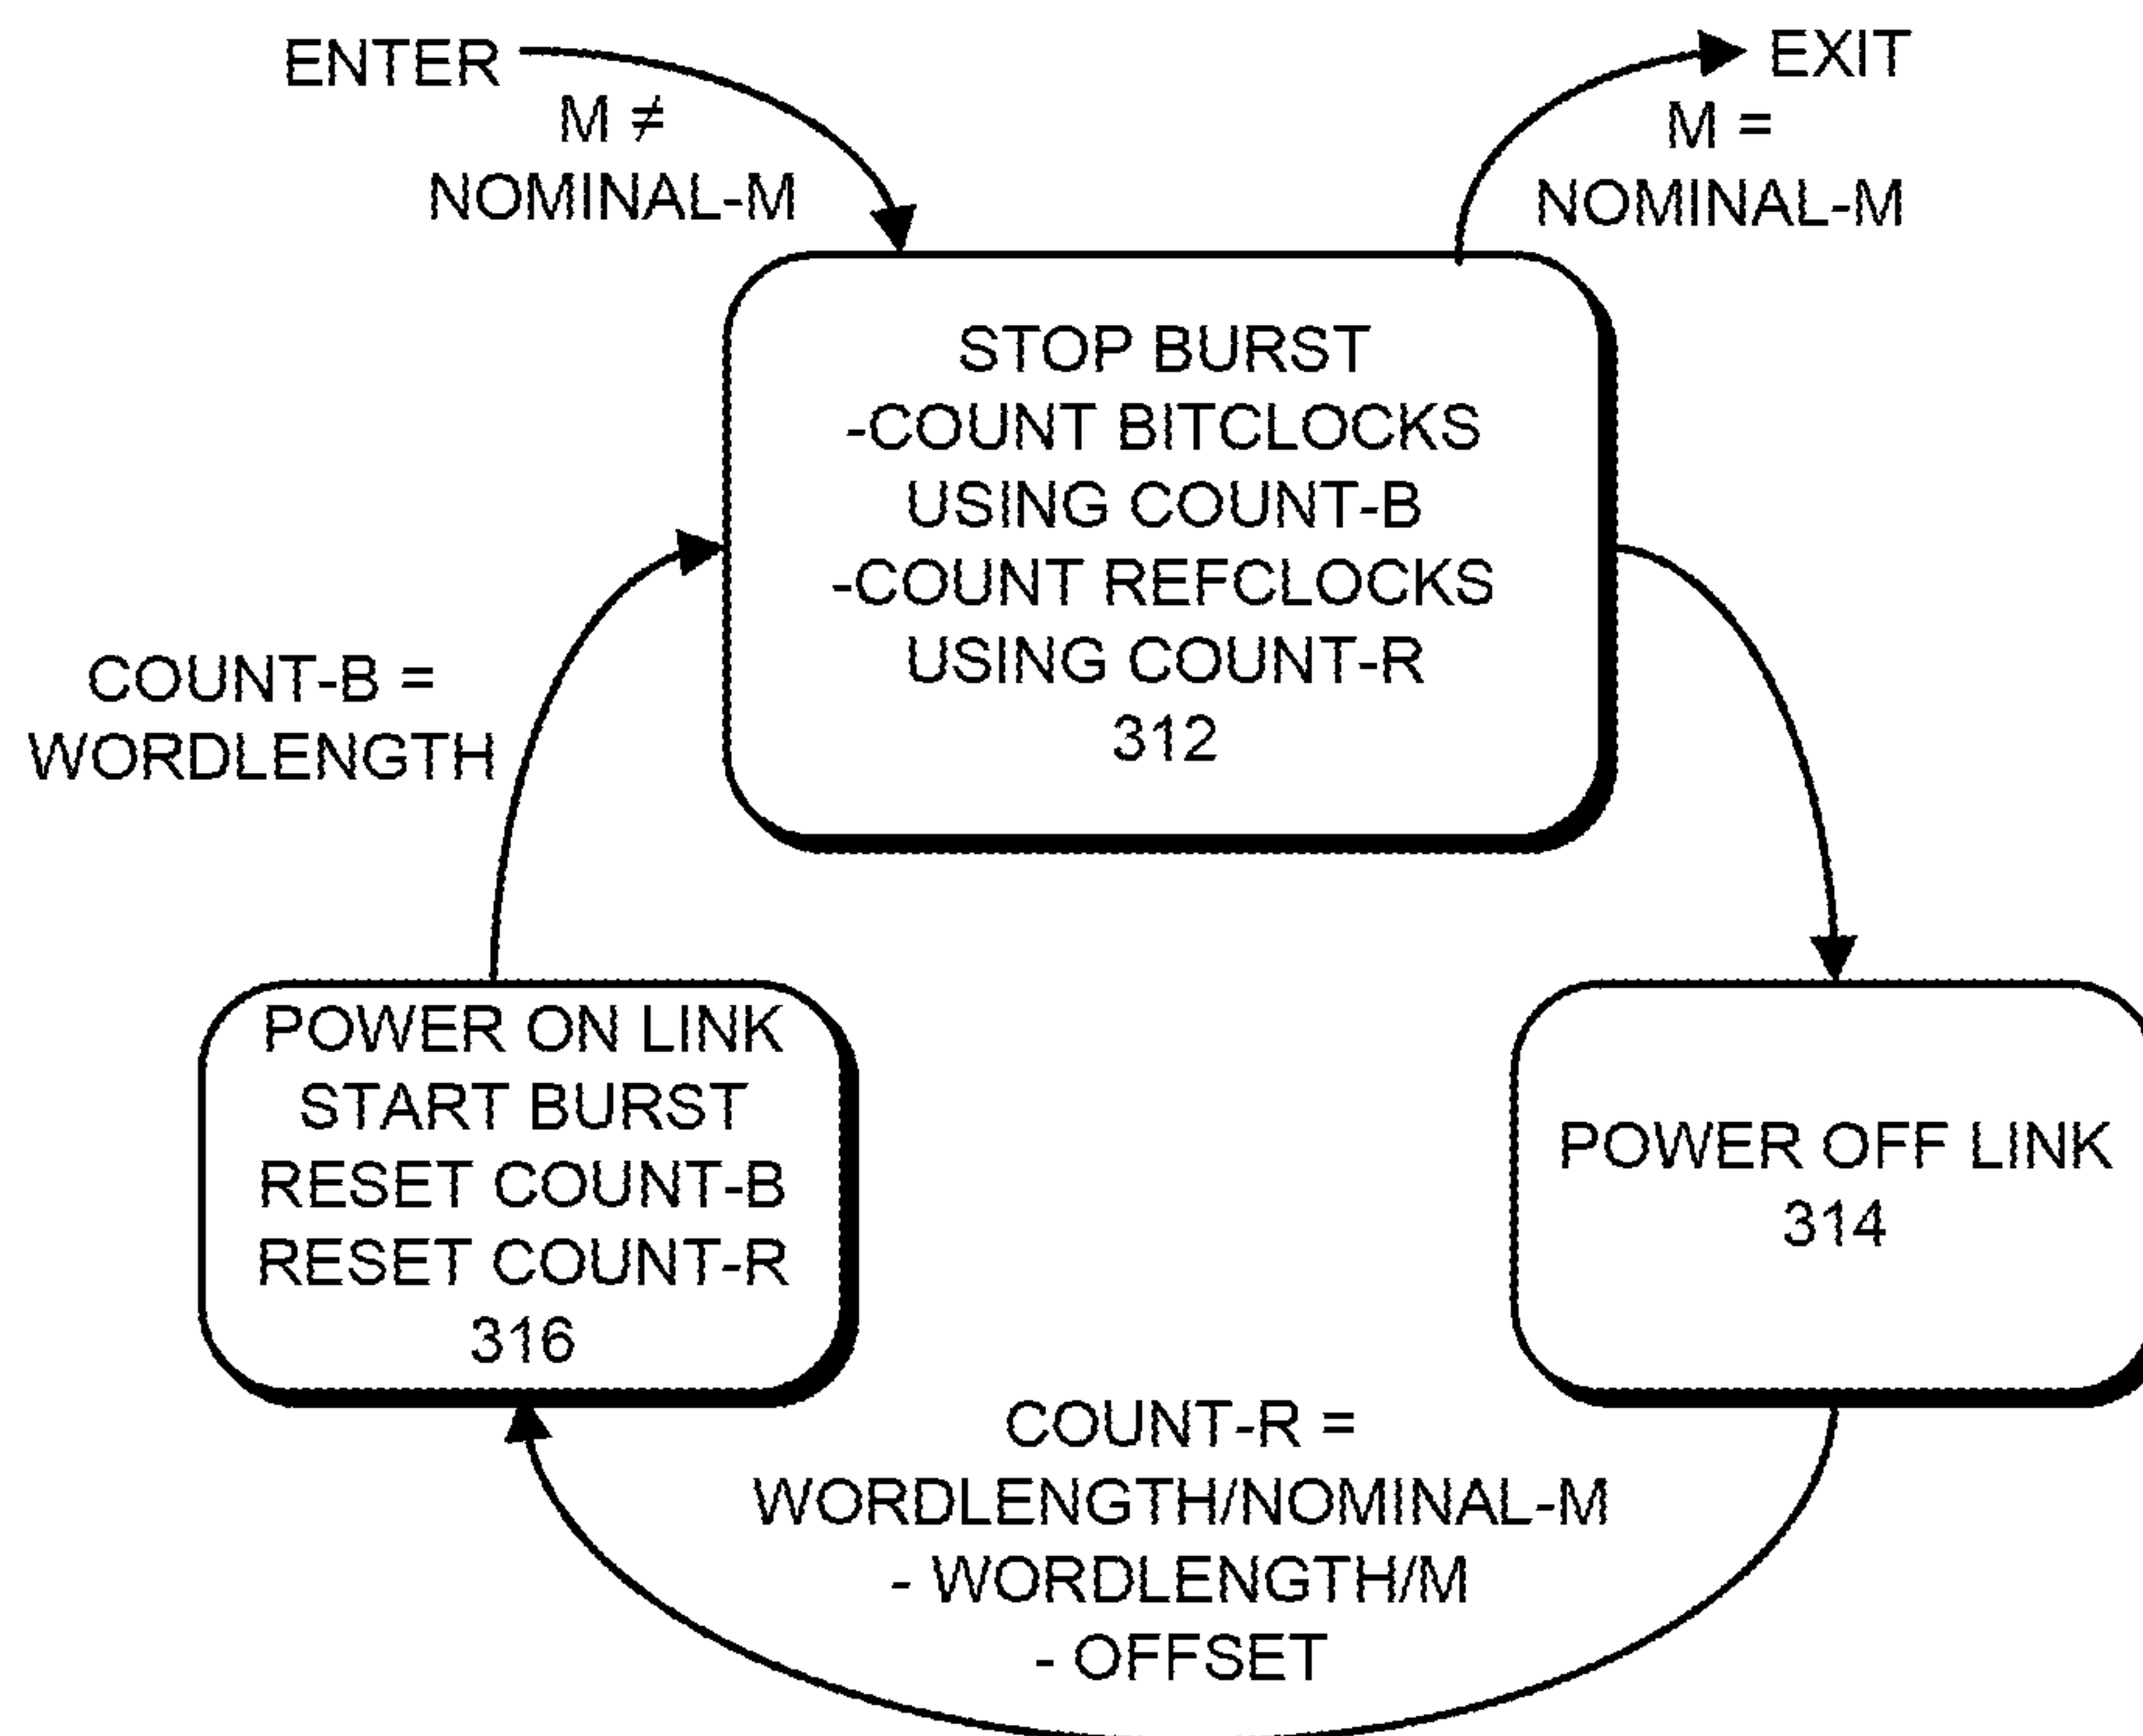 ENTER
M ≠
NOMINAL-M
EXIT
M =
NOMINAL-M
STOP BURST
-COUNT BITCLOCKS
USING COUNT-B
-COUNT REFCLOCKS
USING COUNT-R
312
COUNT-B =
WORDLENGTH
POWER ON LINK
START BURST
RESET COUNT-B
RESET COUNT-R
316
POWER OFF LINK
314
COUNT-R =
WORDLENGTH/NOMINAL-M
- WORDLENGTH/M
- OFFSET